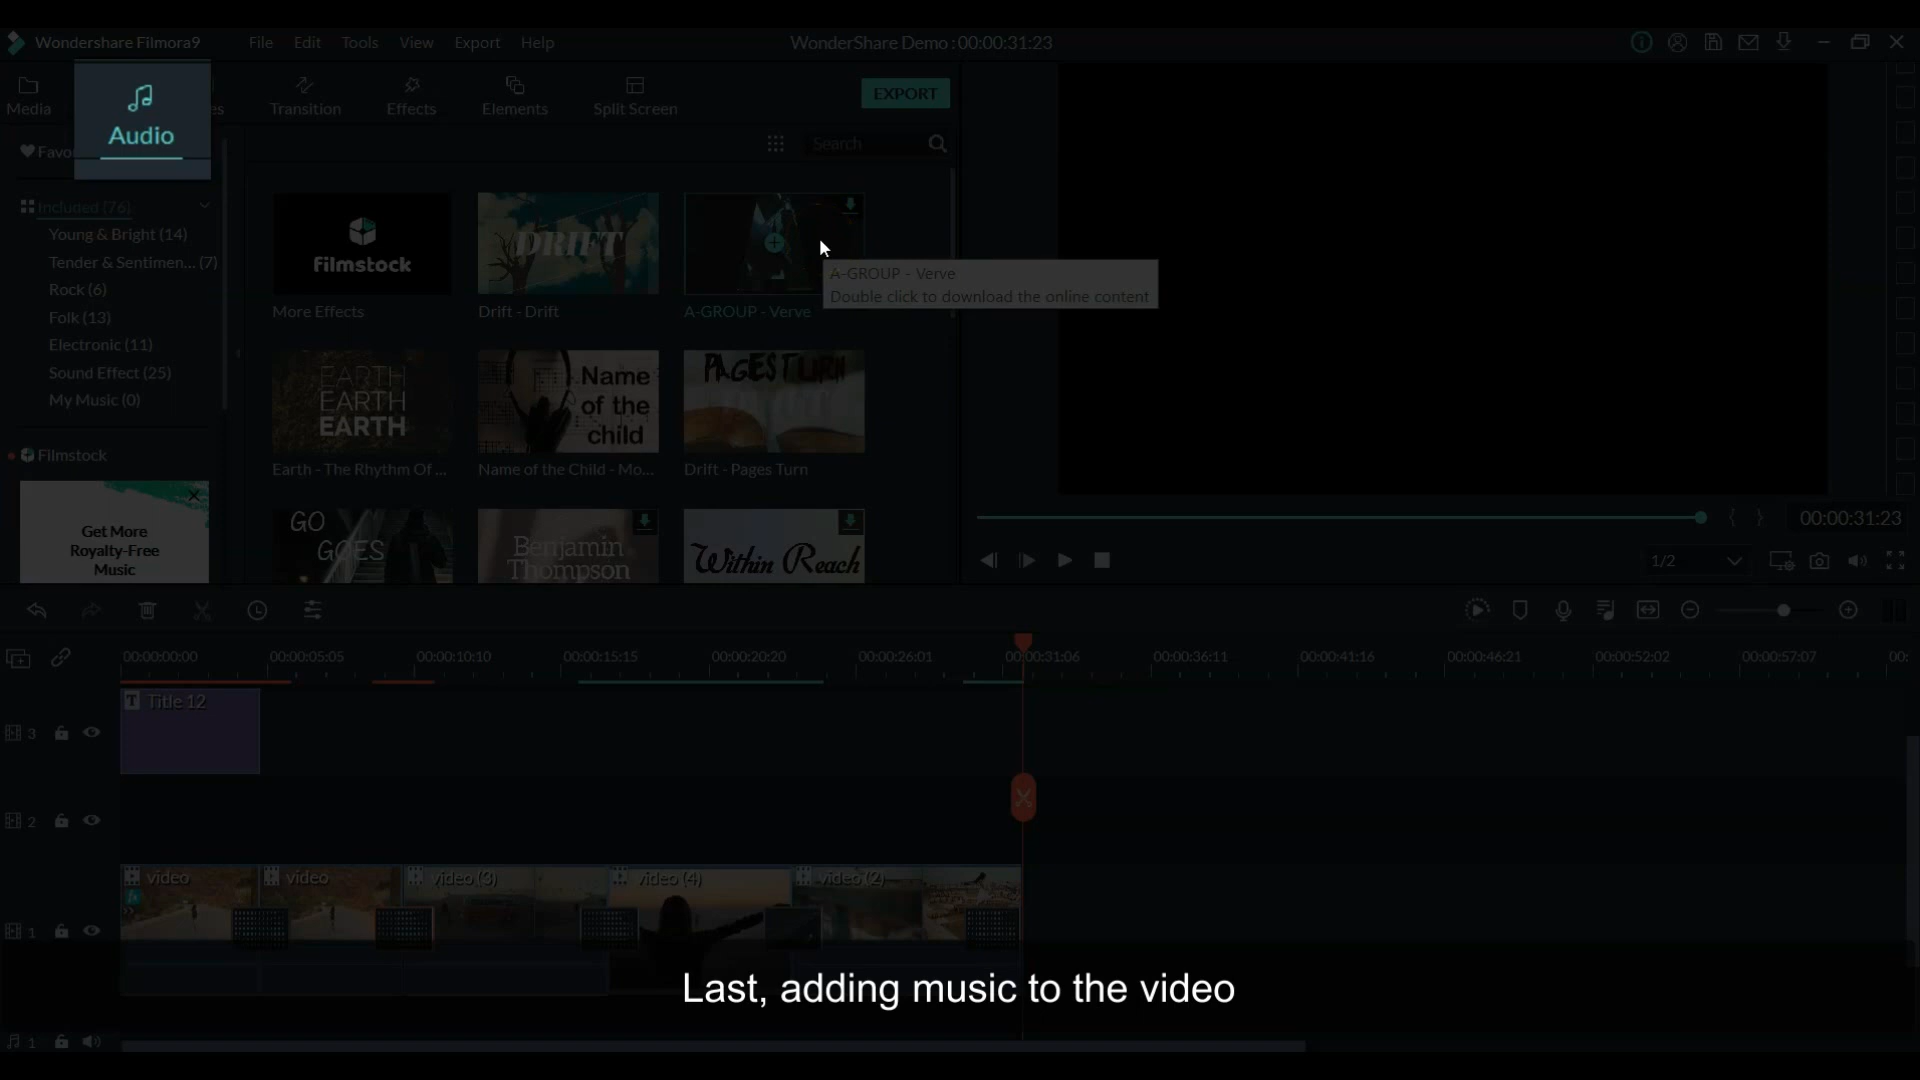 Wondershare Filmora9
File
Edit
Tools
View
Export
Help
WonderShare Demo : 00:00:31:23
Media
Audio
es
Transition
Effects
Elements
Split Screen
EXPORT
Favo
Search
Included (76)
Young & Bright (14)
Tender & Sentimen... (7)
Rock (6)
Folk (13)
Electronic (11)
Sound Effect (25)
My Music (0)
Filmstock
Get More
Royalty-Free
Music
filmstock
More Effects
DRIFT
Drift - Drift
A-GROUP - Verve
A-GROUP - Verve
Double click to download the online content
EARTH
EARTH
EARTH
Earth - The Rhythm Of ...
Name
of the
child
Name of the Child - Mo...
PAGES TURN
Drift - Pages Turn
GO
GOES
Benjamin
Thompson
Within Reach
00:00:31:23
1/2
00:00:00:00
00:00:05:05
00:00:10:10
00:00:15:15
00:00:20:20
00:00:26:01
00:00:31:06
00:00:36:11
00:00:41:16
00:00:46:21
00:00:52:02
00:00:57:07
00:
3
T Title 12
2
1
video
video
video (3)
video (4)
video (2)
Last, adding music to the video
1